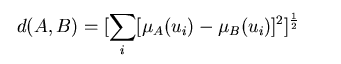 d(A, B) = [∑_i [μ_A(u_i) − μ_B(u_i)]^2]^{1/2}